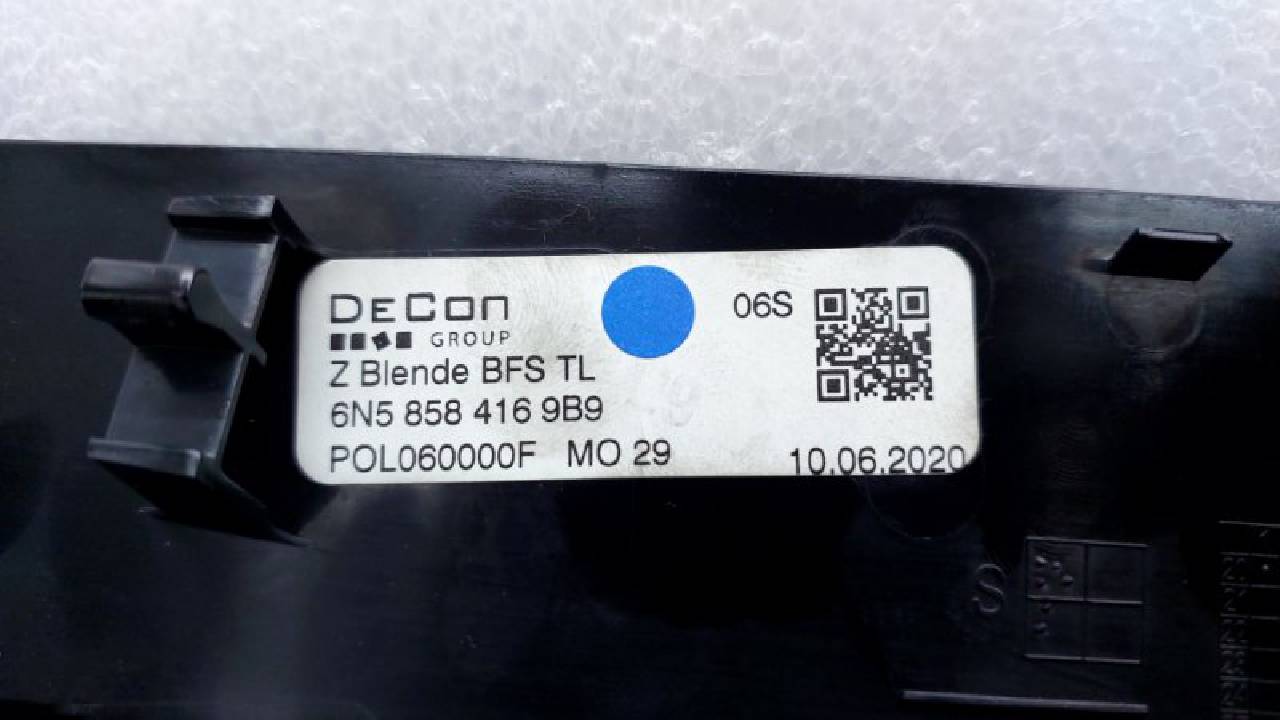 DeCon
GROUP
06S
Z Blende BFS TL
6N5 858 416 9B9
POL060000F MO 29
10.06.2020
S